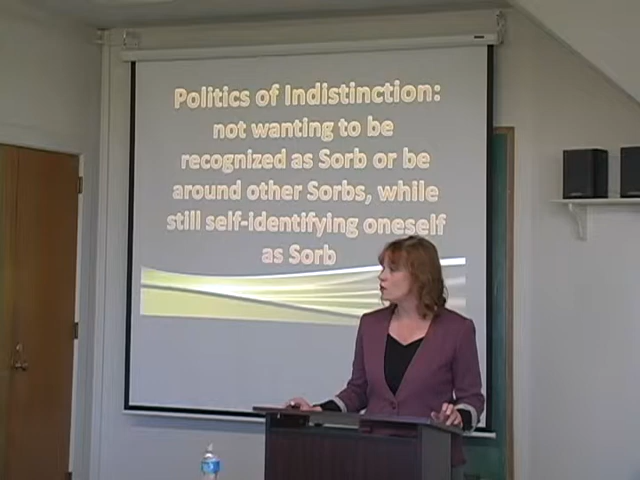 Politics of Indistinction:
not wanting to be
recognized as Sorb or be
around other Sorbs, while
still self-identifying oneself
as Sorb